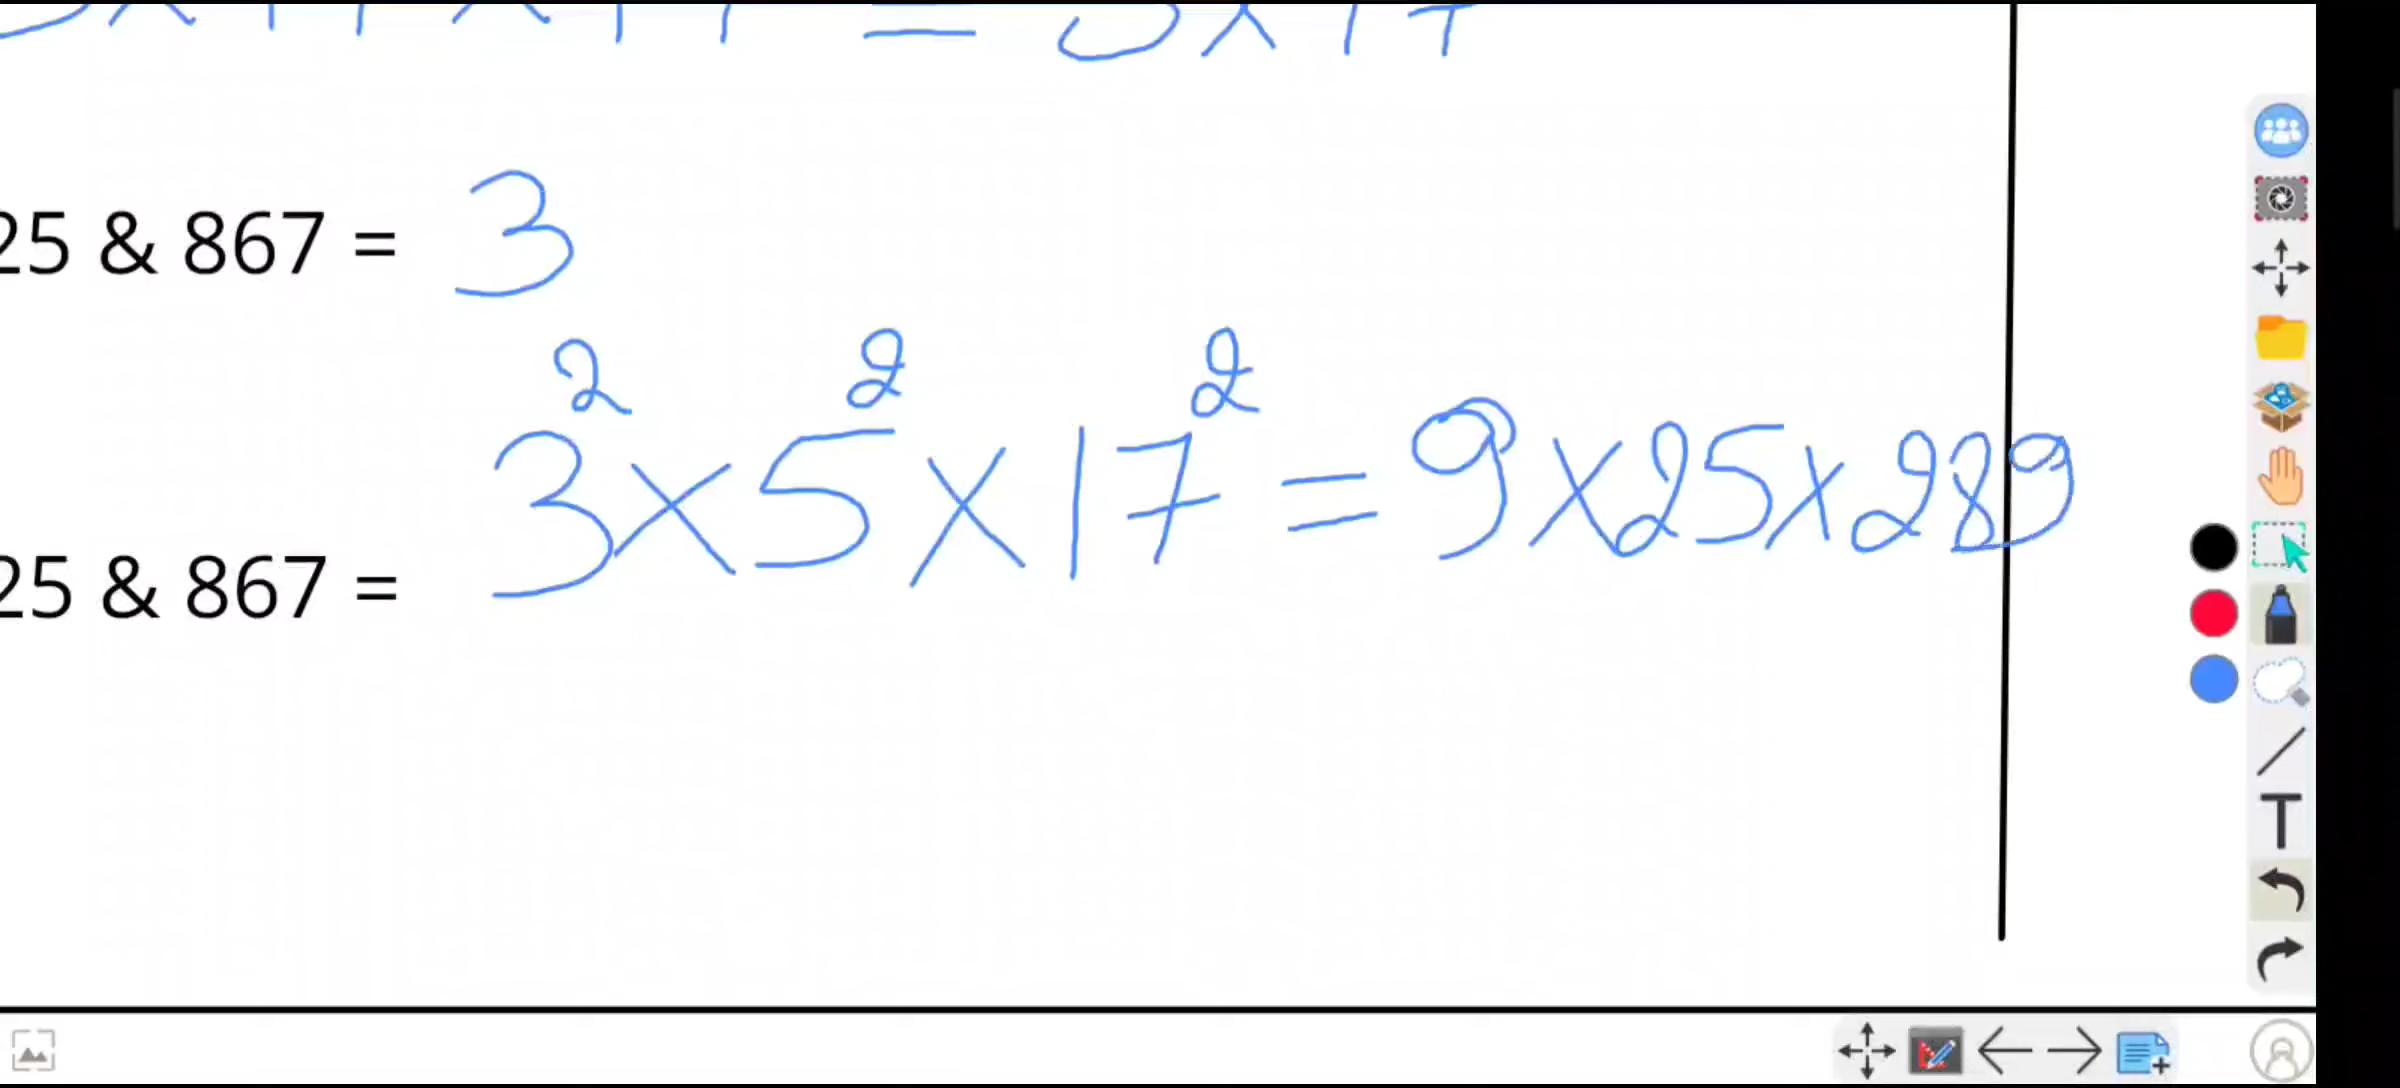 25 & 867 = 3
25 & 867 = 3² x 5² x 17² = 9 x 25 x 289
T